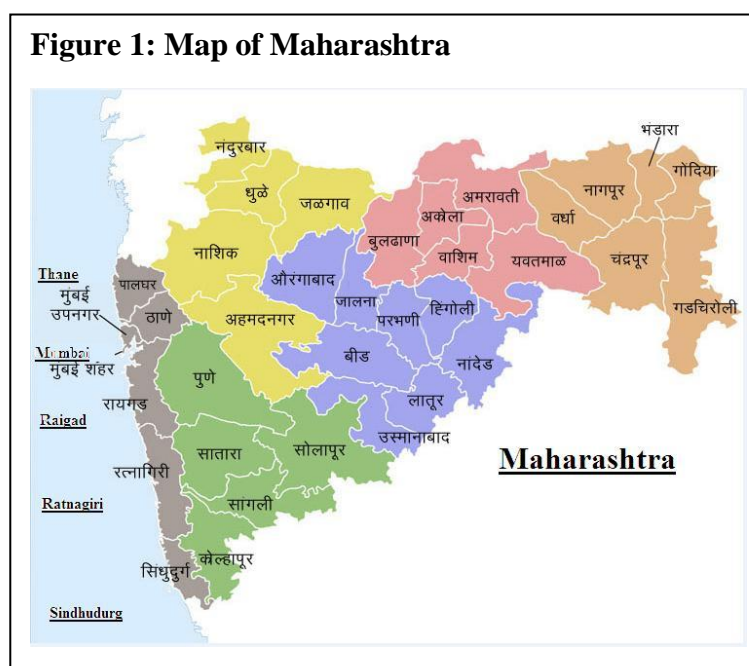 Figure 1: Map of Maharashtra
नंदुरबार
धुळे
जळगाव
नाशिक
अमरावती
अकोला
बुलढाणा
वाशिम
यवतमाळ
भंडारा
गोंदिया
नागपूर
वर्धा
चंद्रपूर
गडचिरोली
औरंगाबाद
जालना
परभणी
हिंगोली
बीड
नांदेड
लातूर
उस्मानाबाद
अहमदनगर
Thane
पालघर
मुंबई
उपनगर
ठाणे
Mumbai
मुंबई शहर
रायगड
Raigad
पुणे
सातारा
सोलापूर
रत्नागिरी
Ratnagiri
सांगली
कोल्हापूर
सिंधुदुर्ग
Sindhudurg
Maharashtra